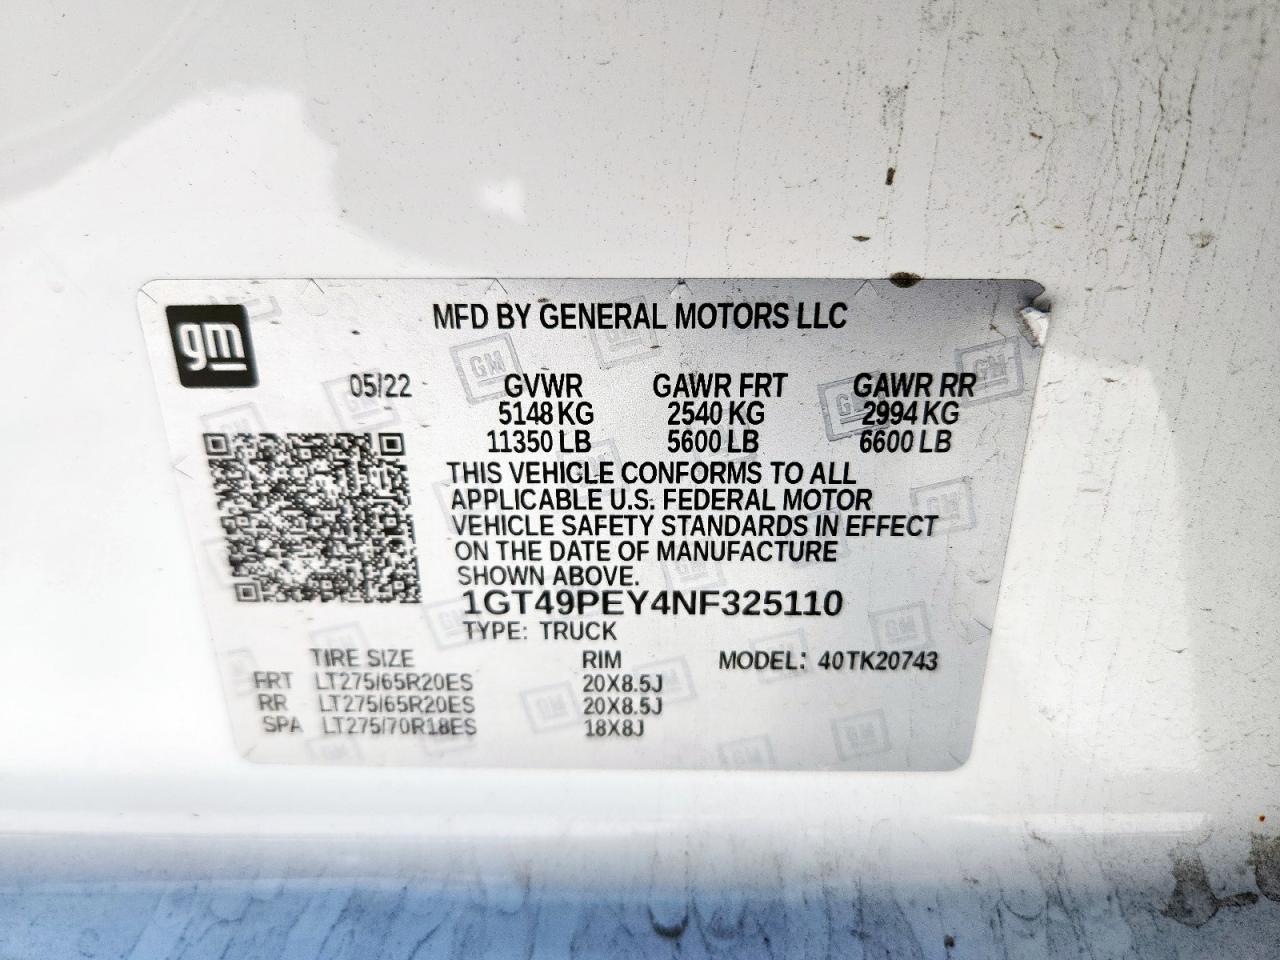 gm
MFD BY GENERAL MOTORS LLC
05/22 GVWR GAWR FRT GAWR RR
5148 KG 2540 KG 2994 KG
11350 LB 5600 LB 6600 LB
THIS VEHICLE CONFORMS TO ALL
APPLICABLE U.S. FEDERAL MOTOR
VEHICLE SAFETY STANDARDS IN EFFECT
ON THE DATE OF MANUFACTURE
SHOWN ABOVE.
1GT49PEY4NF325110
TYPE: TRUCK
TIRE SIZE RIM MODEL: 40TK20743
FRT LT275/65R20ES 20X8.5J
RR LT275/65R20ES 20X8.5J
SPA LT275/70R18ES 18X8J